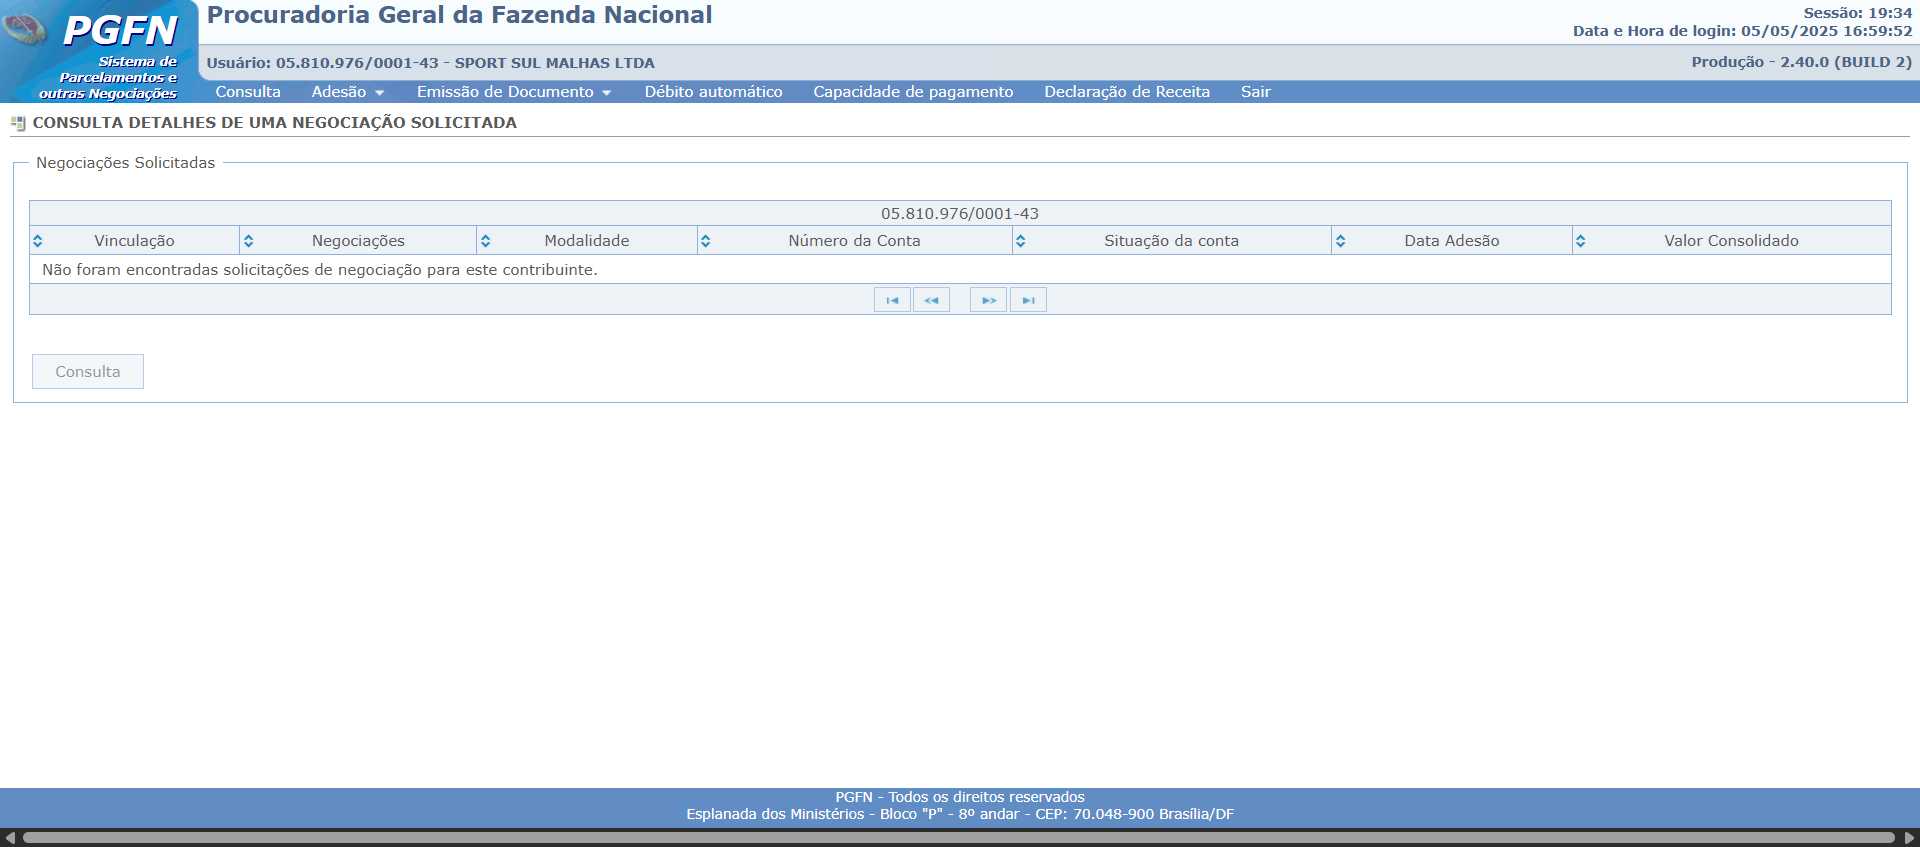 PGFN
Sistema de
Parcelamentos e
outras Negociações
Procuradoria Geral da Fazenda Nacional
Sessão: 19:34
Data e Hora de login: 05/05/2025 16:59:52
Usuário: 05.810.976/0001-43 - SPORT SUL MALHAS LTDA
Produção - 2.40.0 (BUILD 2)
Consulta Adesão Emissão de Documento Débito automático Capacidade de pagamento Declaração de Receita Sair
CONSULTA DETALHES DE UMA NEGOCIAÇÃO SOLICITADA
Negociações Solicitadas
05.810.976/0001-43
Vinculação Negociações Modalidade Número da Conta Situação da conta Data Adesão Valor Consolidado
Não foram encontradas solicitações de negociação para este contribuinte.
Consulta
PGFN - Todos os direitos reservados
Esplanada dos Ministérios - Bloco "P" - 8º andar - CEP: 70.048-900 Brasília/DF